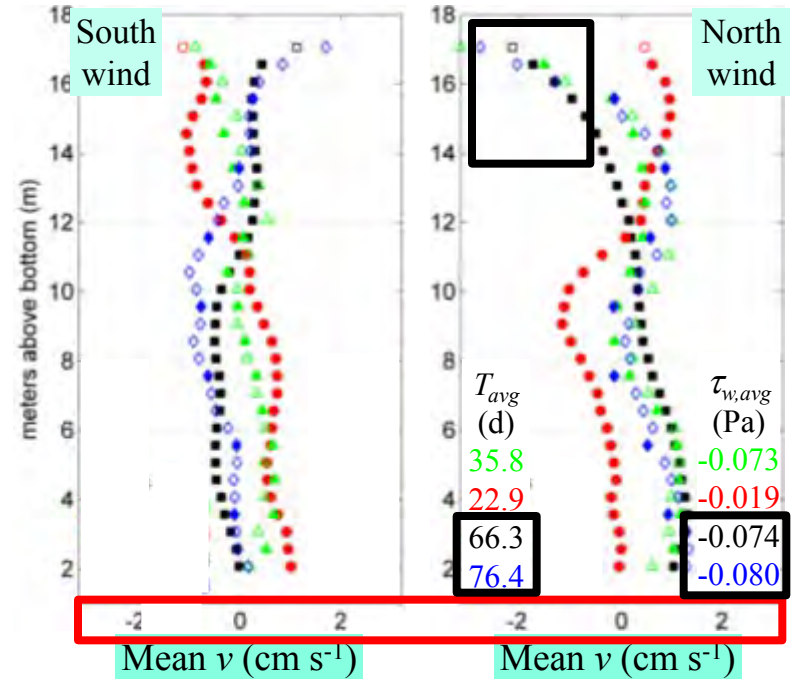 18
16
14
12
10
8
6
4
2
meters above bottom (m)
South
wind
-2
0
2
Mean v (cm s⁻¹)
18
16
14
12
10
8
6
4
2
North
wind
T_avg
(d)
35.8
22.9
66.3
76.4
τ_w,avg
(Pa)
-0.073
-0.019
-0.074
-0.080
-2
0
2
Mean v (cm s⁻¹)